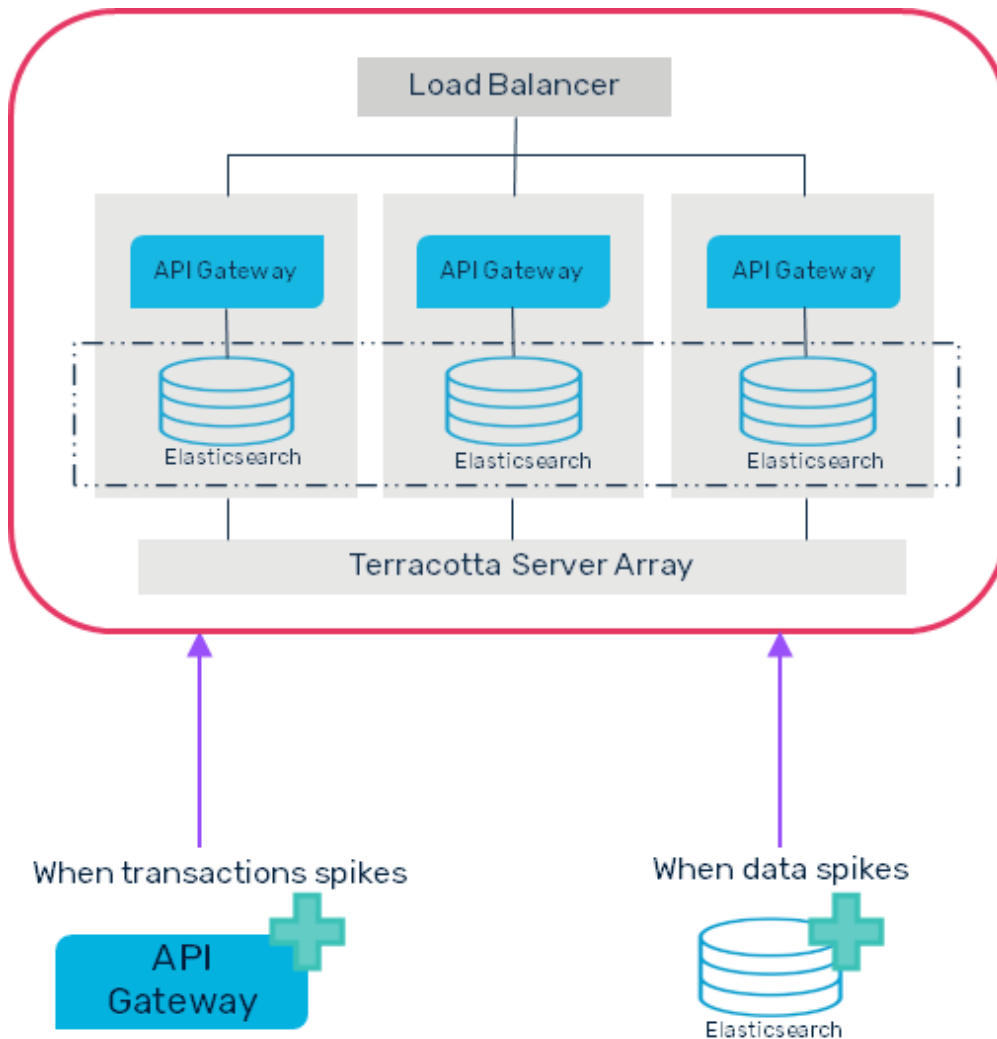 Load Balancer
API Gateway
API Gateway
API Gateway
Elasticsearch
Elasticsearch
Elasticsearch
Terracotta Server Array
When transactions spikes
API
Gateway
When data spikes
Elasticsearch